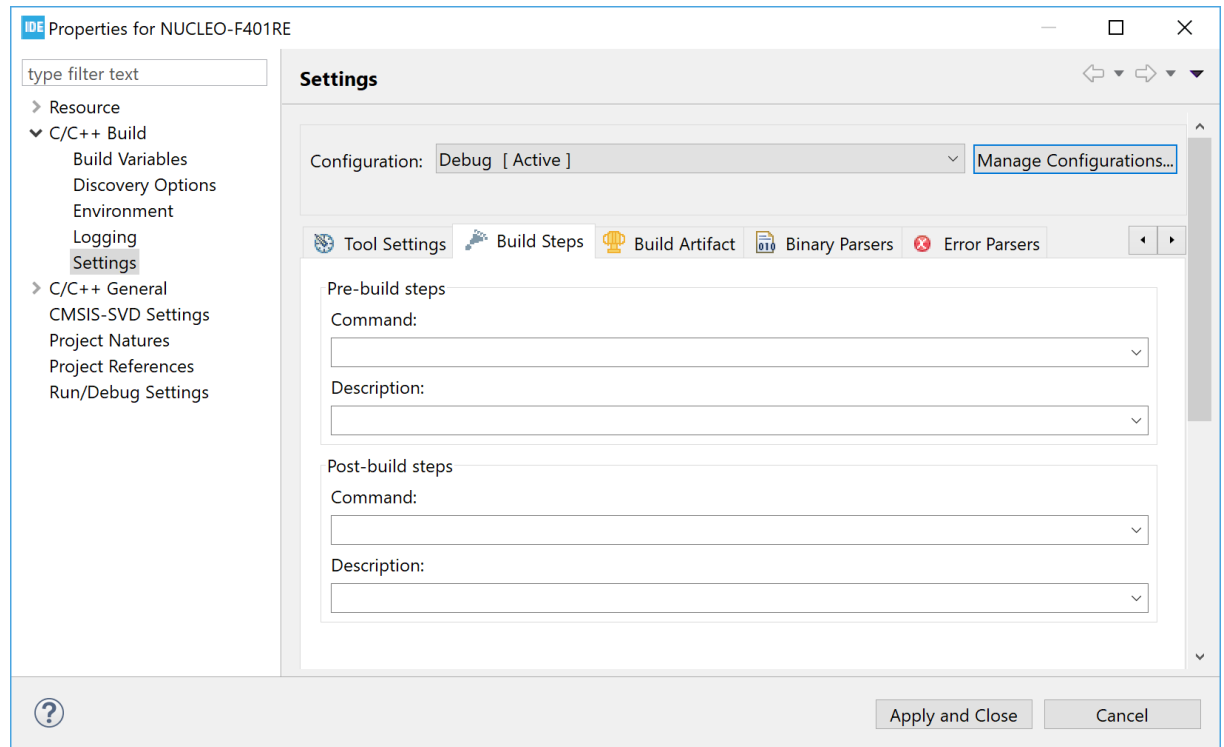 IDE Properties for NUCLEO-F401RE
type filter text
Resource
C/C++ Build
Build Variables
Discovery Options
Environment
Logging
Settings
C/C++ General
CMSIS-SVD Settings
Project Natures
Project References
Run/Debug Settings
Settings
Configuration: Debug [ Active ] Manage Configurations...
Tool Settings Build Steps Build Artifact 010 Binary Parsers Error Parsers
Pre-build steps
Command:
Description:
Post-build steps
Command:
Description:
? Apply and Close Cancel